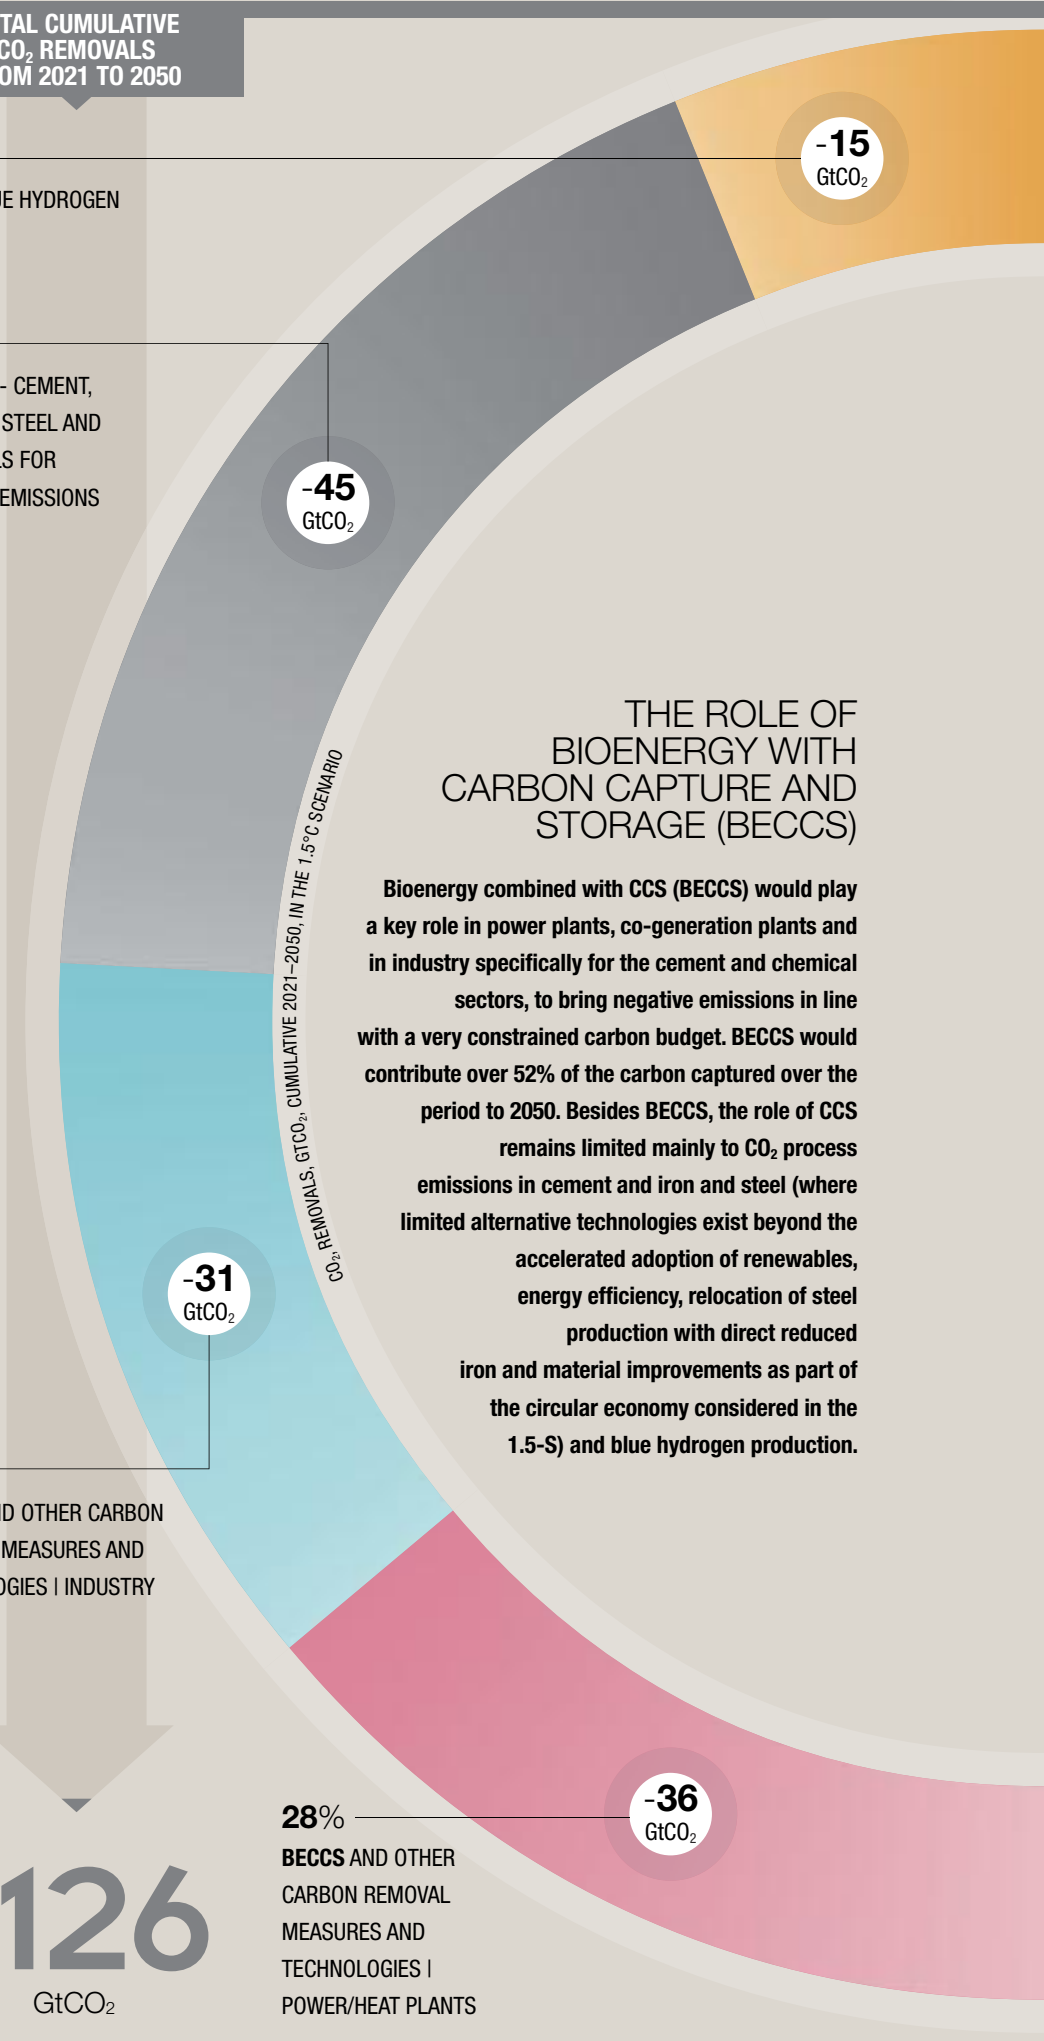 TAL CUMULATIVE
CO₂ REMOVALS
OM 2021 TO 2050
-15
GtCO₂
UE HYDROGEN
- CEMENT,
STEEL AND
LS FOR
EMISSIONS
-45
GtCO₂
CO₂, REMOVALS, GTCO₂, CUMULATIVE 2021–2050, IN THE 1.5°C SCENARIO
THE ROLE OF
BIOENERGY WITH
CARBON CAPTURE AND
STORAGE (BECCS)
Bioenergy combined with CCS (BECCS) would play
a key role in power plants, co-generation plants and
in industry specifically for the cement and chemical
sectors, to bring negative emissions in line
with a very constrained carbon budget. BECCS would
contribute over 52% of the carbon captured over the
period to 2050. Besides BECCS, the role of CCS
remains limited mainly to CO₂ process
emissions in cement and iron and steel (where
limited alternative technologies exist beyond the
accelerated adoption of renewables,
energy efficiency, relocation of steel
production with direct reduced
iron and material improvements as part of
the circular economy considered in the
1.5-S) and blue hydrogen production.
-31
GtCO₂
ND OTHER CARBON
MEASURES AND
OGIES | INDUSTRY
-36
GtCO₂
28%
BECCS AND OTHER
CARBON REMOVAL
MEASURES AND
TECHNOLOGIES |
POWER/HEAT PLANTS
126
GtCO₂